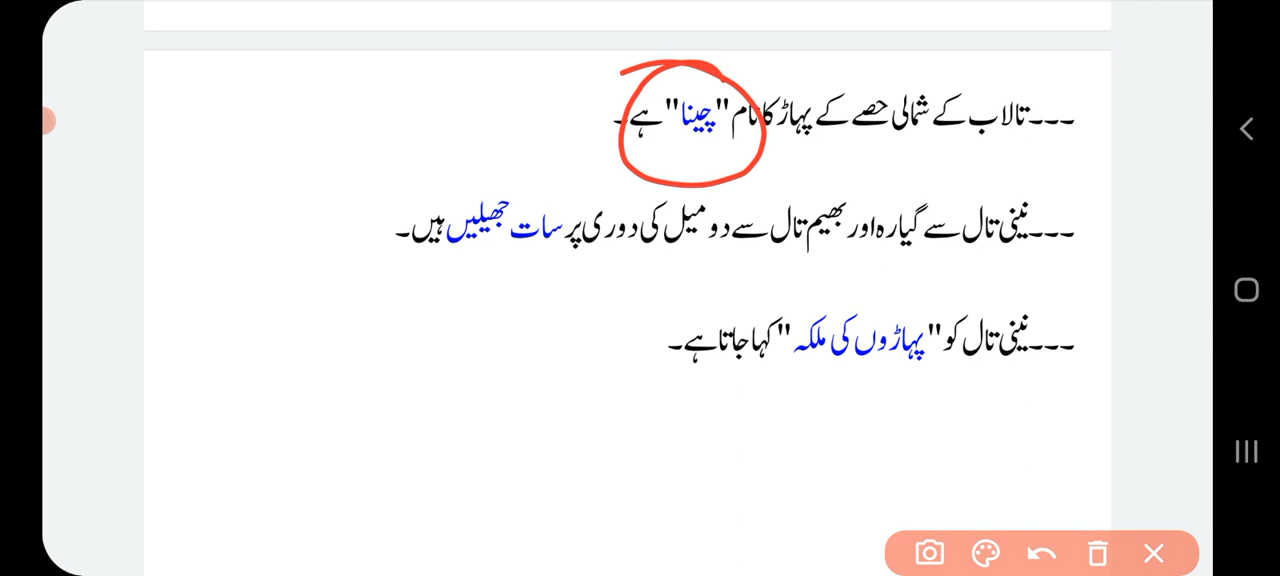 ۔۔۔تالاب کے شمالی حصے کے پہاڑ کا نام "چینا" ہے۔
۔۔۔نینی تال سے گیارہ اور بھیم تال سے دو میل کی دوری پر سات جھیلیں ہیں۔
۔۔۔نینی تال کو "پہاڑوں کی ملکہ" کہا جاتا ہے۔